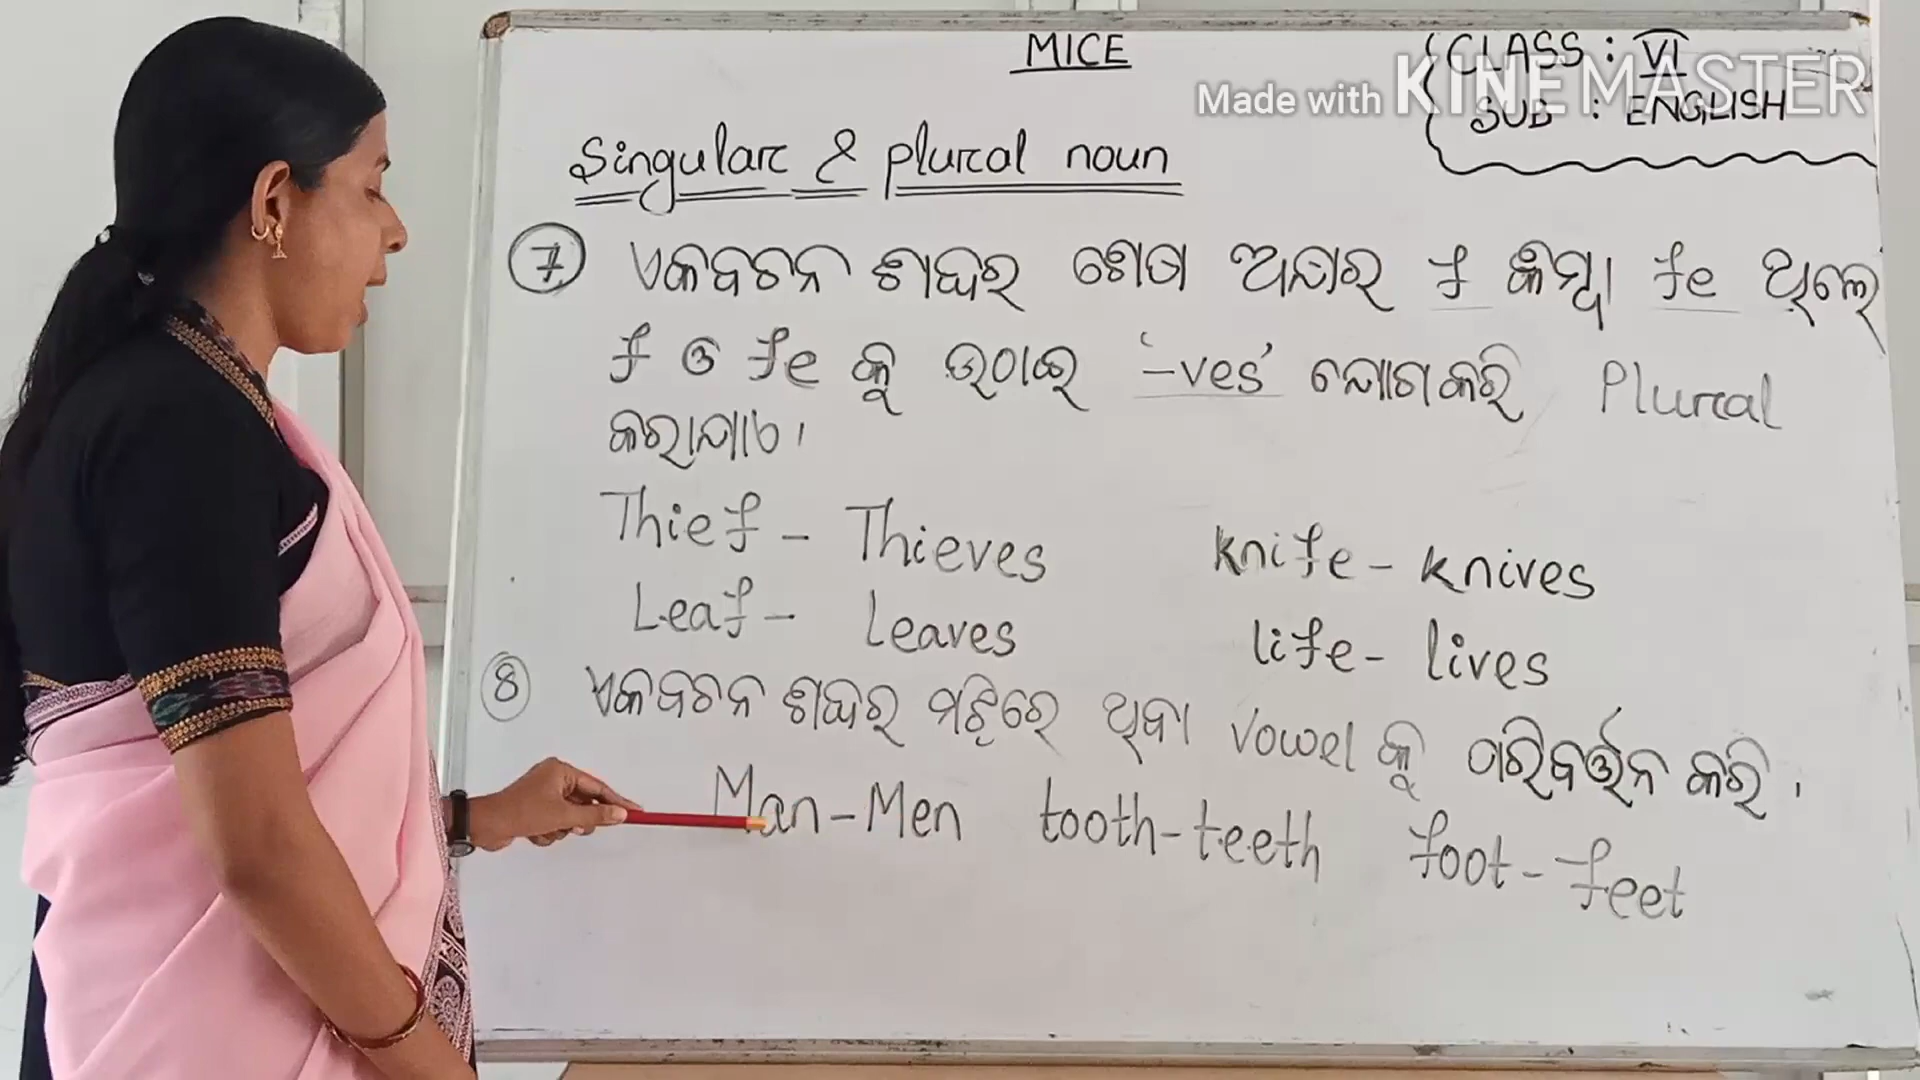 MICE
CLASS : VI
SUB : ENGLISH
Made with KINEMASTER
Singular & plural noun
7 ଏକବଚନ ଶବ୍ଦର ଶେଷ ଅକ୍ଷର f କିମ୍ବା fe ଥିଲେ
f ଓ fe କୁ ଉଠାଇ '-ves' ଯୋଗକରି Plural
କରାଯାଏ।
Thief - Thieves knife - knives
Leaf - Leaves life - lives
8 ଏକବଚନ ଶବ୍ଦର ମଝିରେ ଥିବା vowel କୁ ପରିବର୍ତ୍ତନ କରି।
Man - Men tooth - teeth foot - feet